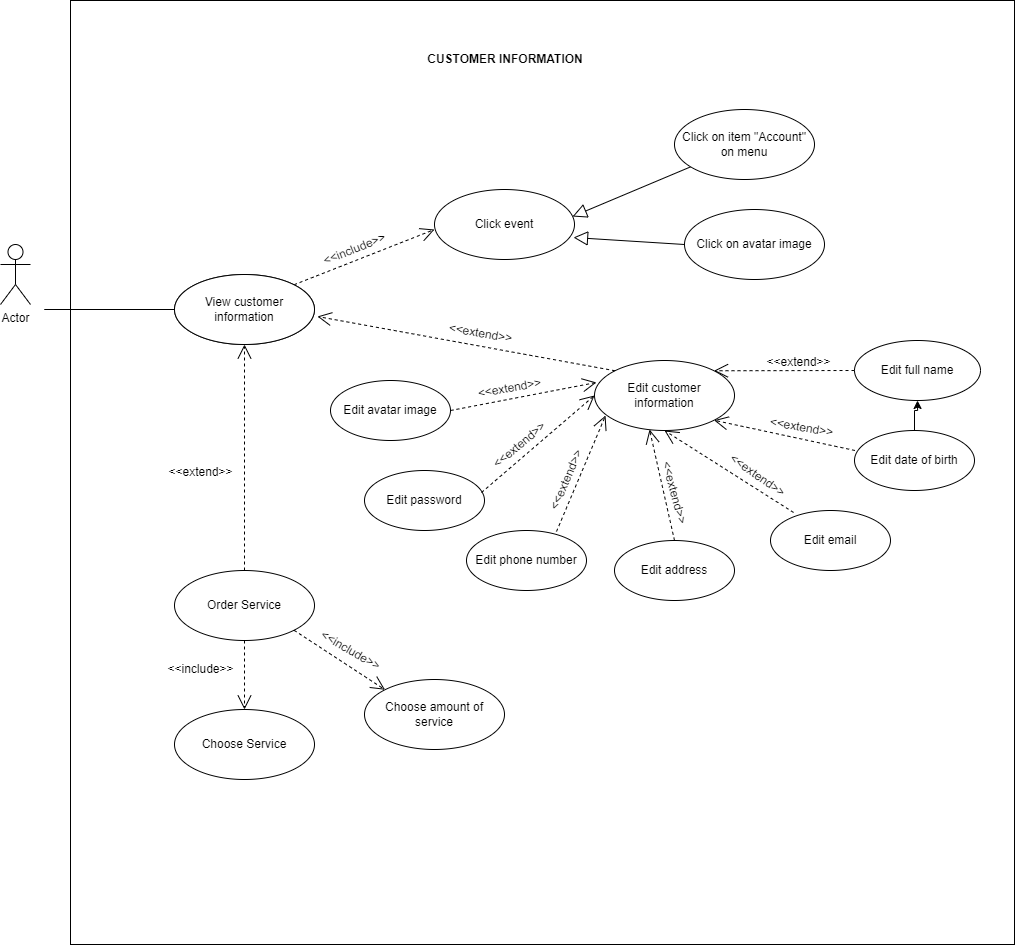 CUSTOMER INFORMATION
Click on item "Account"
on menu
Click event
Click on avatar image
<<include>>
View customer
information
Actor
<<extend>>
<<extend>>
Edit full name
Edit customer
information
<<extend>>
Edit avatar image
<<extend>>
<<extend>>
Edit date of birth
<<extend>>
<<extend>>
<<extend>>
<<extend>>
Edit password
Edit phone number
Edit address
Edit email
<<extend>>
Order Service
<<include>>
<<include>>
Choose amount of
service
Choose Service